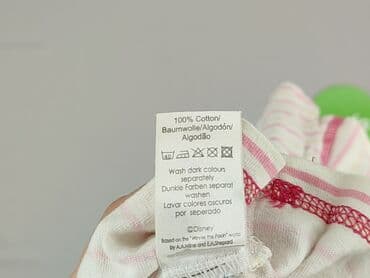 100% Cotton/
Baumwolle/Algodón/
Algodão
Wash dark colours
separately
Dunkle Farben separat
waschen
Lavar colores oscuros
por seperado
©Disney
Based on the "Winnie the Pooh" works
By A.A.Milne and E.H.Shepard